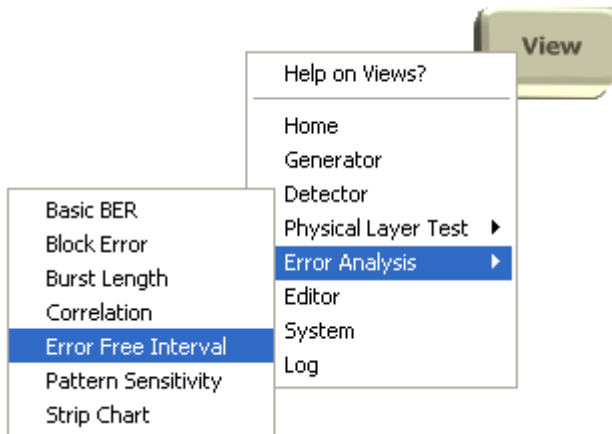 View
Help on Views?
Home
Generator
Detector
Physical Layer Test
Error Analysis
Editor
System
Log
Basic BER
Block Error
Burst Length
Correlation
Error Free Interval
Pattern Sensitivity
Strip Chart